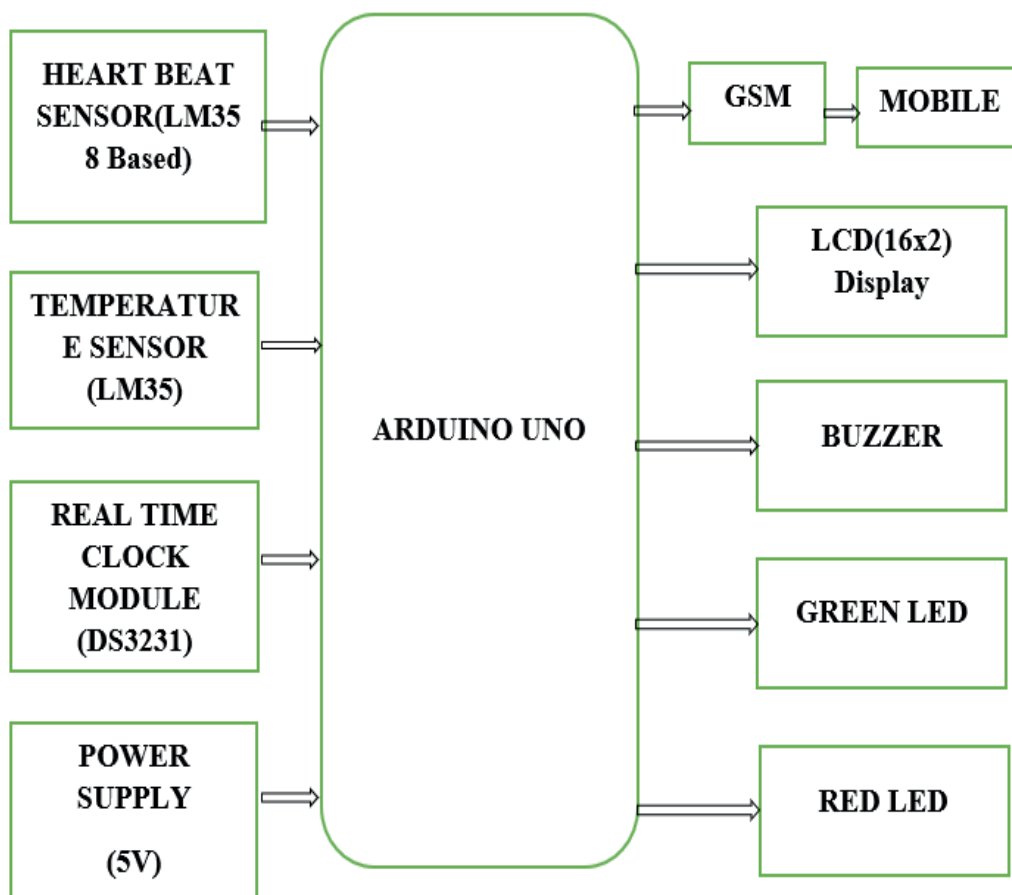 HEART BEAT
SENSOR(LM35
8 Based)
TEMPERATUR
E SENSOR
(LM35)
REAL TIME
CLOCK
MODULE
(DS3231)
POWER
SUPPLY
(5V)
ARDUINO UNO
GSM
MOBILE
LCD(16x2)
Display
BUZZER
GREEN LED
RED LED